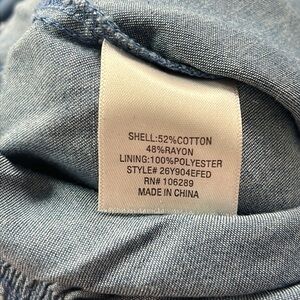 SHELL:52%COTTON
48%RAYON
LINING:100%POLYESTER
STYLE# 26Y904EFED
RN# 106289
MADE IN CHINA